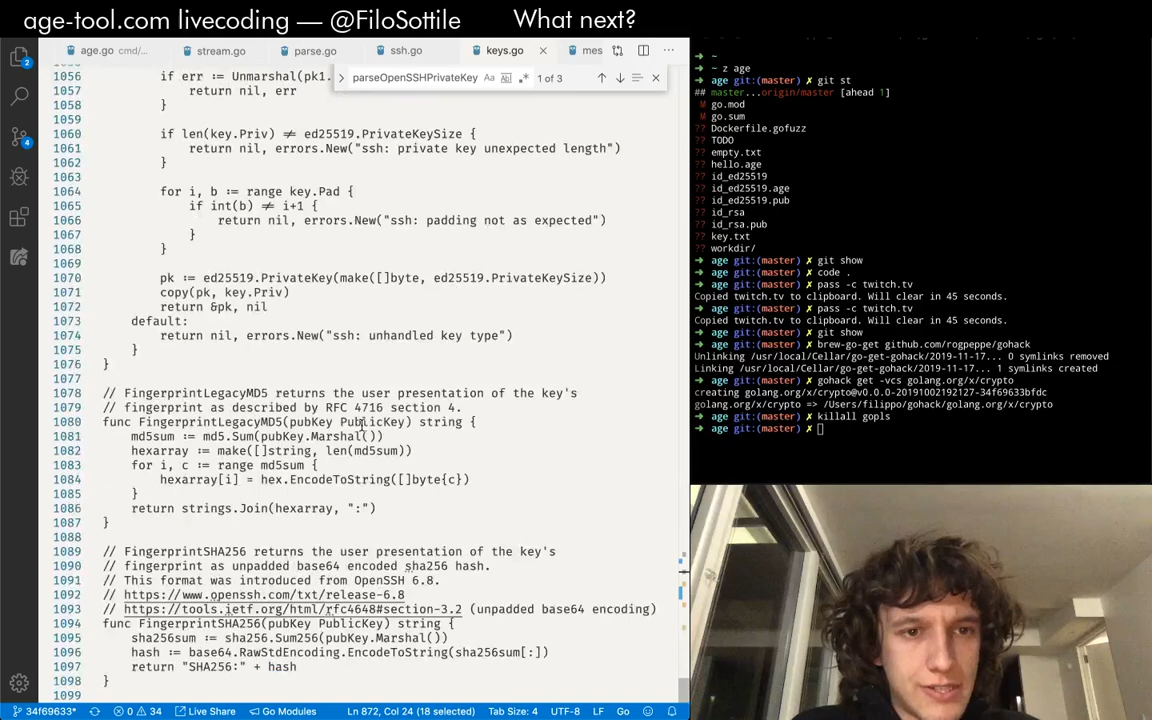 age-tool.com livecoding — @FiloSottile What next?
age.go cmd/... stream.go parse.go ssh.go keys.go mes
parseOpenSSHPrivateKey Aa Abl .* 1 of 3
1056 if err := Unmarshal(pk1.
1057 return nil, err
1058 }
1059
1060 if len(key.Priv) ≠ ed25519.PrivateKeySize {
1061 return nil, errors.New("ssh: private key unexpected length")
1062 }
1063
1064 for i, b := range key.Pad {
1065 if int(b) ≠ i+1 {
1066 return nil, errors.New("ssh: padding not as expected")
1067 }
1068 }
1069
1070 pk := ed25519.PrivateKey(make([]byte, ed25519.PrivateKeySize))
1071 copy(pk, key.Priv)
1072 return &pk, nil
1073 default:
1074 return nil, errors.New("ssh: unhandled key type")
1075 }
1076 }
1077
1078 // FingerprintLegacyMD5 returns the user presentation of the key's
1079 // fingerprint as described by RFC 4716 section 4.
1080 func FingerprintLegacyMD5(pubKey PublicKey) string {
1081 md5sum := md5.Sum(pubKey.Marshal())
1082 hexarray := make([]string, len(md5sum))
1083 for i, c := range md5sum {
1084 hexarray[i] = hex.EncodeToString([]byte{c})
1085 }
1086 return strings.Join(hexarray, ":")
1087 }
1088
1089 // FingerprintSHA256 returns the user presentation of the key's
1090 // fingerprint as unpadded base64 encoded sha256 hash.
1091 // This format was introduced from OpenSSH 6.8.
1092 // https://www.openssh.com/txt/release-6.8
1093 // https://tools.ietf.org/html/rfc4648#section-3.2 (unpadded base64 encoding)
1094 func FingerprintSHA256(pubKey PublicKey) string {
1095 sha256sum := sha256.Sum256(pubKey.Marshal())
1096 hash := base64.RawStdEncoding.EncodeToString(sha256sum[:])
1097 return "SHA256:" + hash
1098 }
1099
2
4
34f69633* 0 34 Live Share Go Modules Ln 872, Col 24 (18 selected) Tab Size: 4 UTF-8 LF Go
➜ ~
➜ ~ z age
➜ age git:(master) ✗ git st
## master...origin/master [ahead 1]
M go.mod
M go.sum
?? Dockerfile.gofuzz
?? TODO
?? empty.txt
?? hello.age
?? id_ed25519
?? id_ed25519.age
?? id_ed25519.pub
?? id_rsa
?? id_rsa.pub
?? key.txt
?? workdir/
➜ age git:(master) ✗ git show
➜ age git:(master) ✗ code .
➜ age git:(master) ✗ pass -c twitch.tv
Copied twitch.tv to clipboard. Will clear in 45 seconds.
➜ age git:(master) ✗ pass -c twitch.tv
Copied twitch.tv to clipboard. Will clear in 45 seconds.
➜ age git:(master) ✗ git show
➜ age git:(master) ✗ brew-go-get github.com/rogpeppe/gohack
Unlinking /usr/local/Cellar/go-get-gohack/2019-11-17... 0 symlinks removed
Linking /usr/local/Cellar/go-get-gohack/2019-11-17... 1 symlinks created
➜ age git:(master) ✗ gohack get -vcs golang.org/x/crypto
creating golang.org/x/crypto@v0.0.0-20191002192127-34f69633bfdc
golang.org/x/crypto => /Users/filippo/gohack/golang.org/x/crypto
➜ age git:(master) ✗ killall gopls
➜ age git:(master) ✗